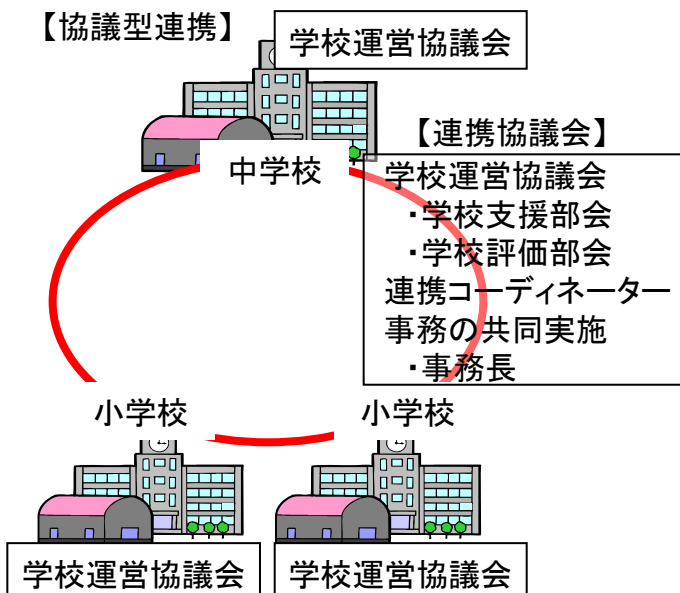 【協議型連携】
学校運営協議会
中学校
【連携協議会】
学校運営協議会
・学校支援部会
・学校評価部会
連携コーディネーター
事務の共同実施
・事務長
小学校
小学校
学校運営協議会
学校運営協議会